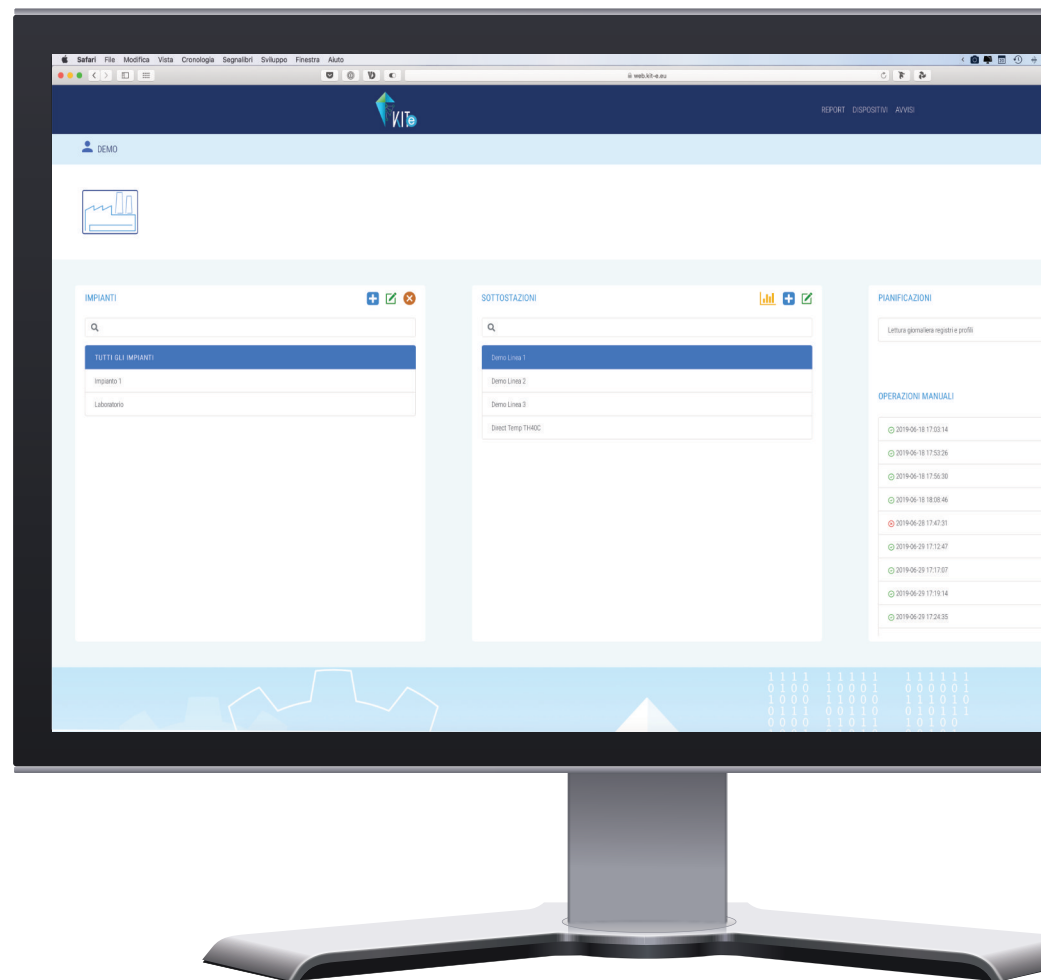 Safari File Modifica Vista Cronologia Segnalibri Sviluppo Finestra Aiuto
web.kit-e.eu
KITe
REPORT DISPOSITIVI AVVISI
DEMO
IMPIANTI
TUTTI GLI IMPIANTI
Impianto 1
Laboratorio
SOTTOSTAZIONI
Demo Linea 1
Demo Linea 2
Demo Linea 3
Direct Temp TH40C
PIANIFICAZIONI
Lettura giornaliera registri e profili
OPERAZIONI MANUALI
2019-06-18 17:03:14
2019-06-18 17:53:26
2019-06-18 17:56:30
2019-06-18 18:08:46
2019-06-28 17:47:31
2019-06-29 17:12:47
2019-06-29 17:17:07
2019-06-29 17:19:14
2019-06-29 17:24:35
1111 11111 111111
0100 10001 000001
1000 11000 111010
0111 00110 010111
0000 11011 10100